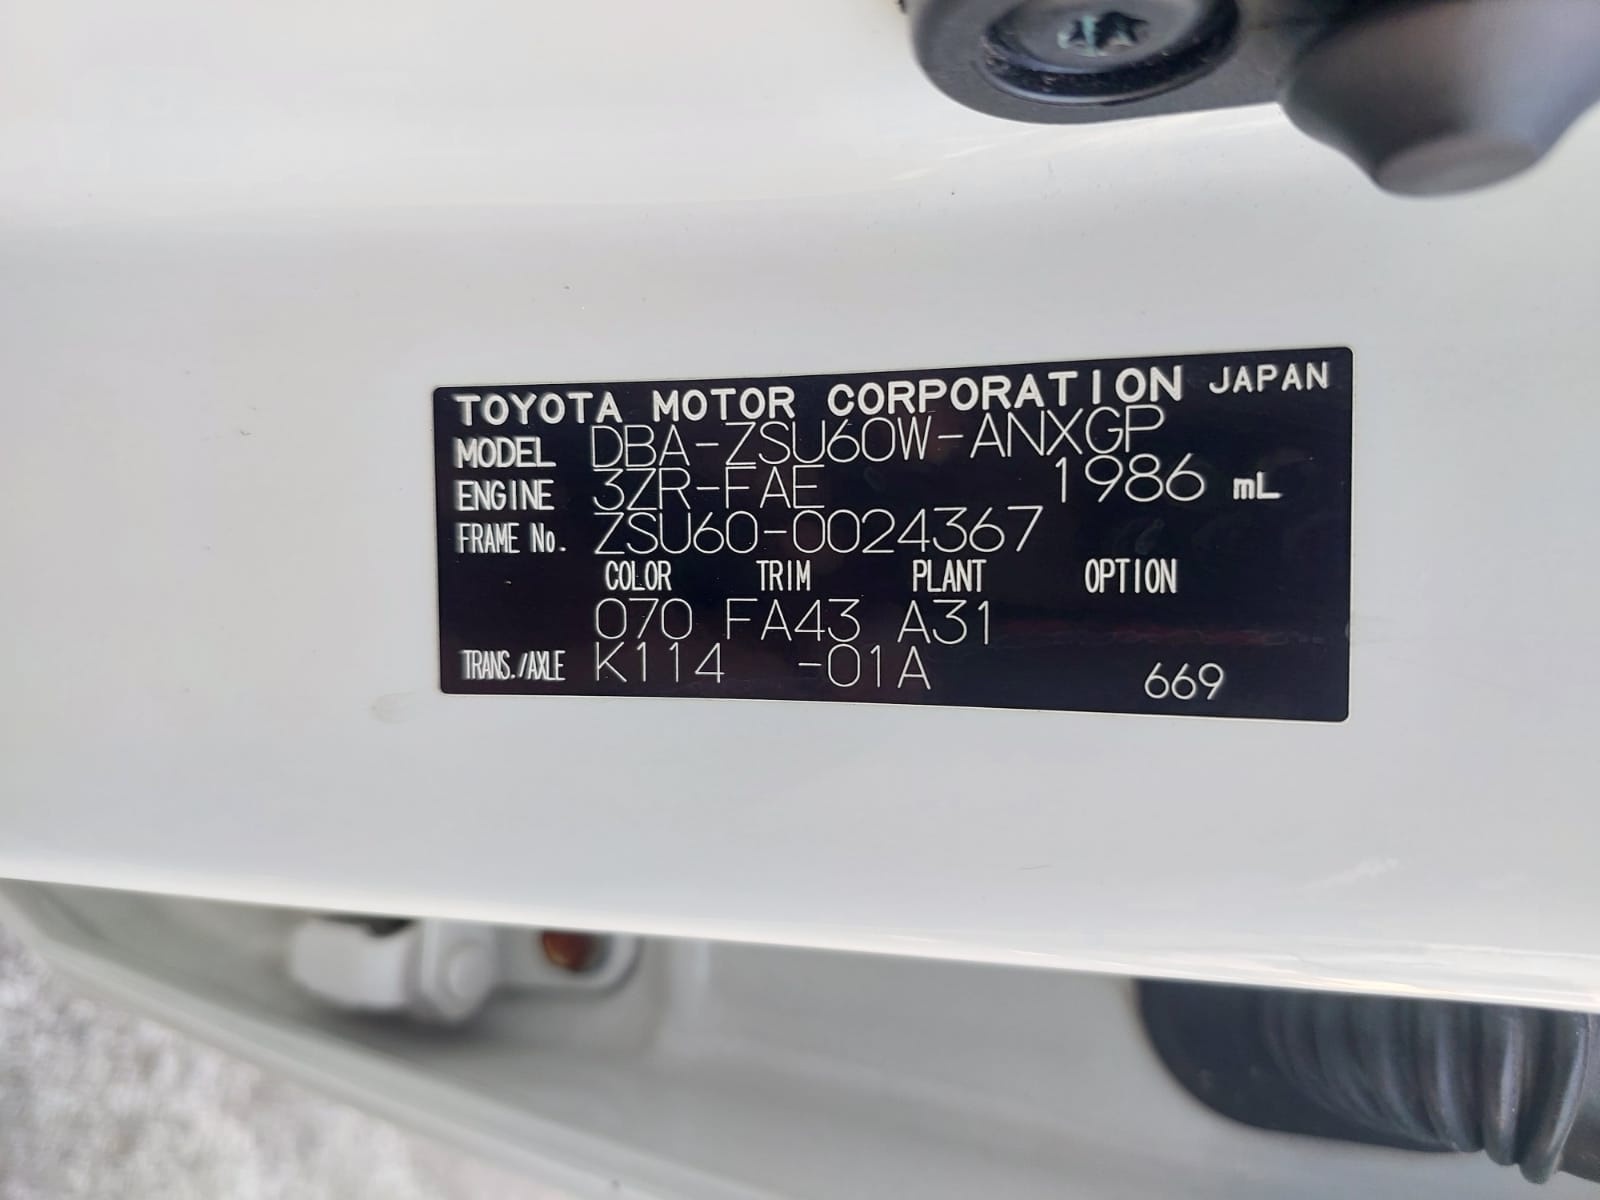 TOYOTA MOTOR CORPORATION JAPAN
MODEL DBA-ZSU60W-ANXGP
ENGINE 3ZR-FAE 1986 mL
FRAME No. ZSU60-0024367
COLOR TRIM PLANT OPTION
070 FA43 A31
TRANS./AXLE K114 -01A 669